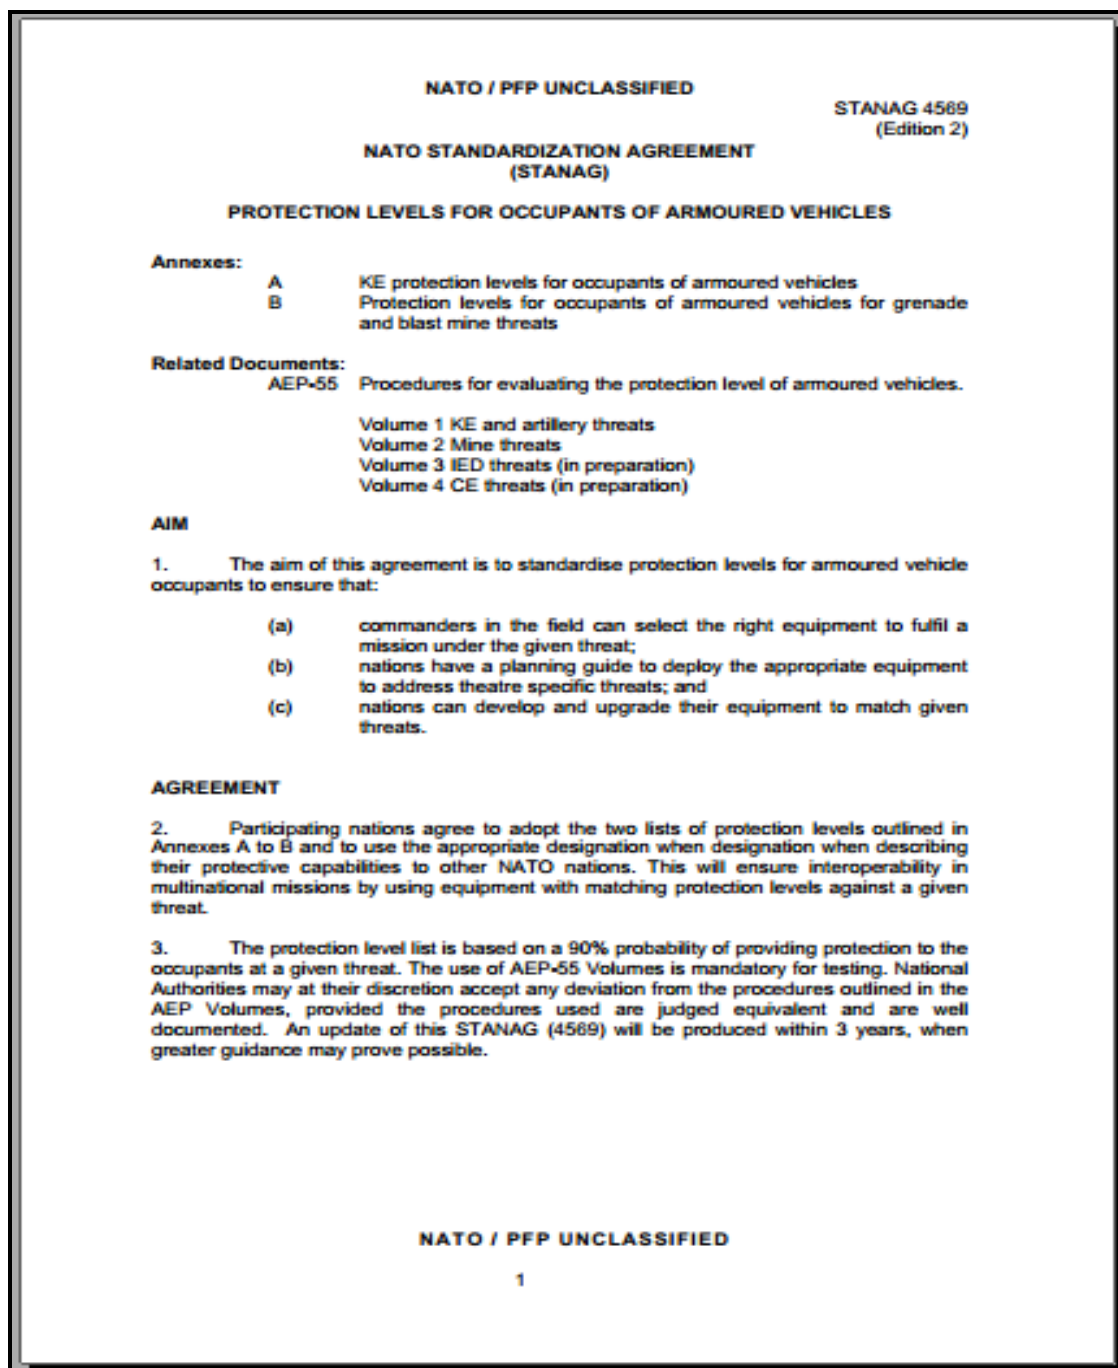 NATO / PFP UNCLASSIFIED
STANAG 4569
(Edition 2)
NATO STANDARDIZATION AGREEMENT
(STANAG)
PROTECTION LEVELS FOR OCCUPANTS OF ARMOURED VEHICLES
Annexes:
A KE protection levels for occupants of armoured vehicles
B Protection levels for occupants of armoured vehicles for grenade
and blast mine threats
Related Documents:
AEP-55 Procedures for evaluating the protection level of armoured vehicles.
Volume 1 KE and artillery threats
Volume 2 Mine threats
Volume 3 IED threats (in preparation)
Volume 4 CE threats (in preparation)
AIM
1. The aim of this agreement is to standardise protection levels for armoured vehicle
occupants to ensure that:
(a) commanders in the field can select the right equipment to fulfil a
mission under the given threat;
(b) nations have a planning guide to deploy the appropriate equipment
to address theatre specific threats; and
(c) nations can develop and upgrade their equipment to match given
threats.
AGREEMENT
2. Participating nations agree to adopt the two lists of protection levels outlined in
Annexes A to B and to use the appropriate designation when designation when describing
their protective capabilities to other NATO nations. This will ensure interoperability in
multinational missions by using equipment with matching protection levels against a given
threat.
3. The protection level list is based on a 90% probability of providing protection to the
occupants at a given threat. The use of AEP-55 Volumes is mandatory for testing. National
Authorities may at their discretion accept any deviation from the procedures outlined in the
AEP Volumes, provided the procedures used are judged equivalent and are well
documented. An update of this STANAG (4569) will be produced within 3 years, when
greater guidance may prove possible.
NATO / PFP UNCLASSIFIED
1